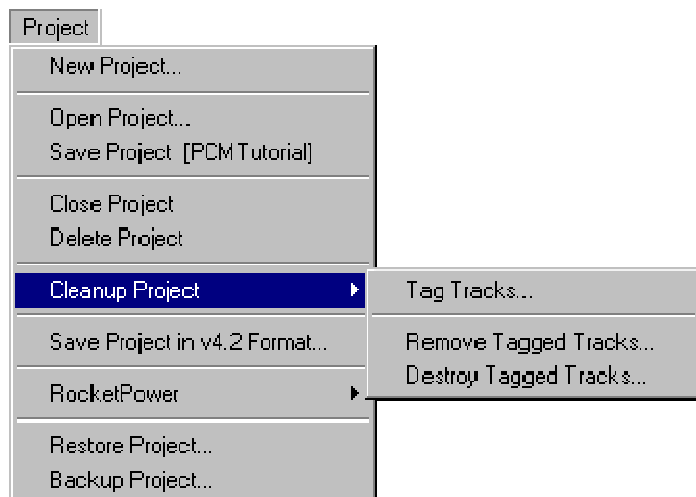 Project
New Project...
Open Project...
Save Project [PCM Tutorial]
Close Project
Delete Project
Cleanup Project
Tag Tracks...
Remove Tagged Tracks...
Destroy Tagged Tracks...
Save Project in v4.2 Format...
RocketPower
Restore Project...
Backup Project...